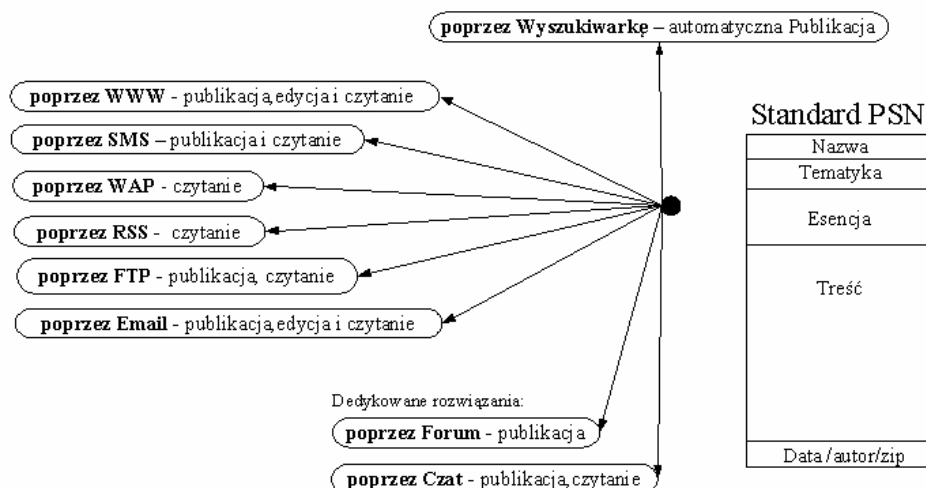 poprzez Wyszukiwarkę – automatyczna Publikacja
poprzez WWW - publikacja,edycja i czytanie
poprzez SMS – publikacja i czytanie
poprzez WAP - czytanie
poprzez RSS - czytanie
poprzez FTP - publikacja, czytanie
poprzez Email - publikacja,edycja i czytanie
Dedykowane rozwiązania:
poprzez Forum - publikacja
poprzez Czat - publikacja,czytanie
Standard PSN
Nazwa
Tematyka
Esencja
Treść
Data /autor/zip